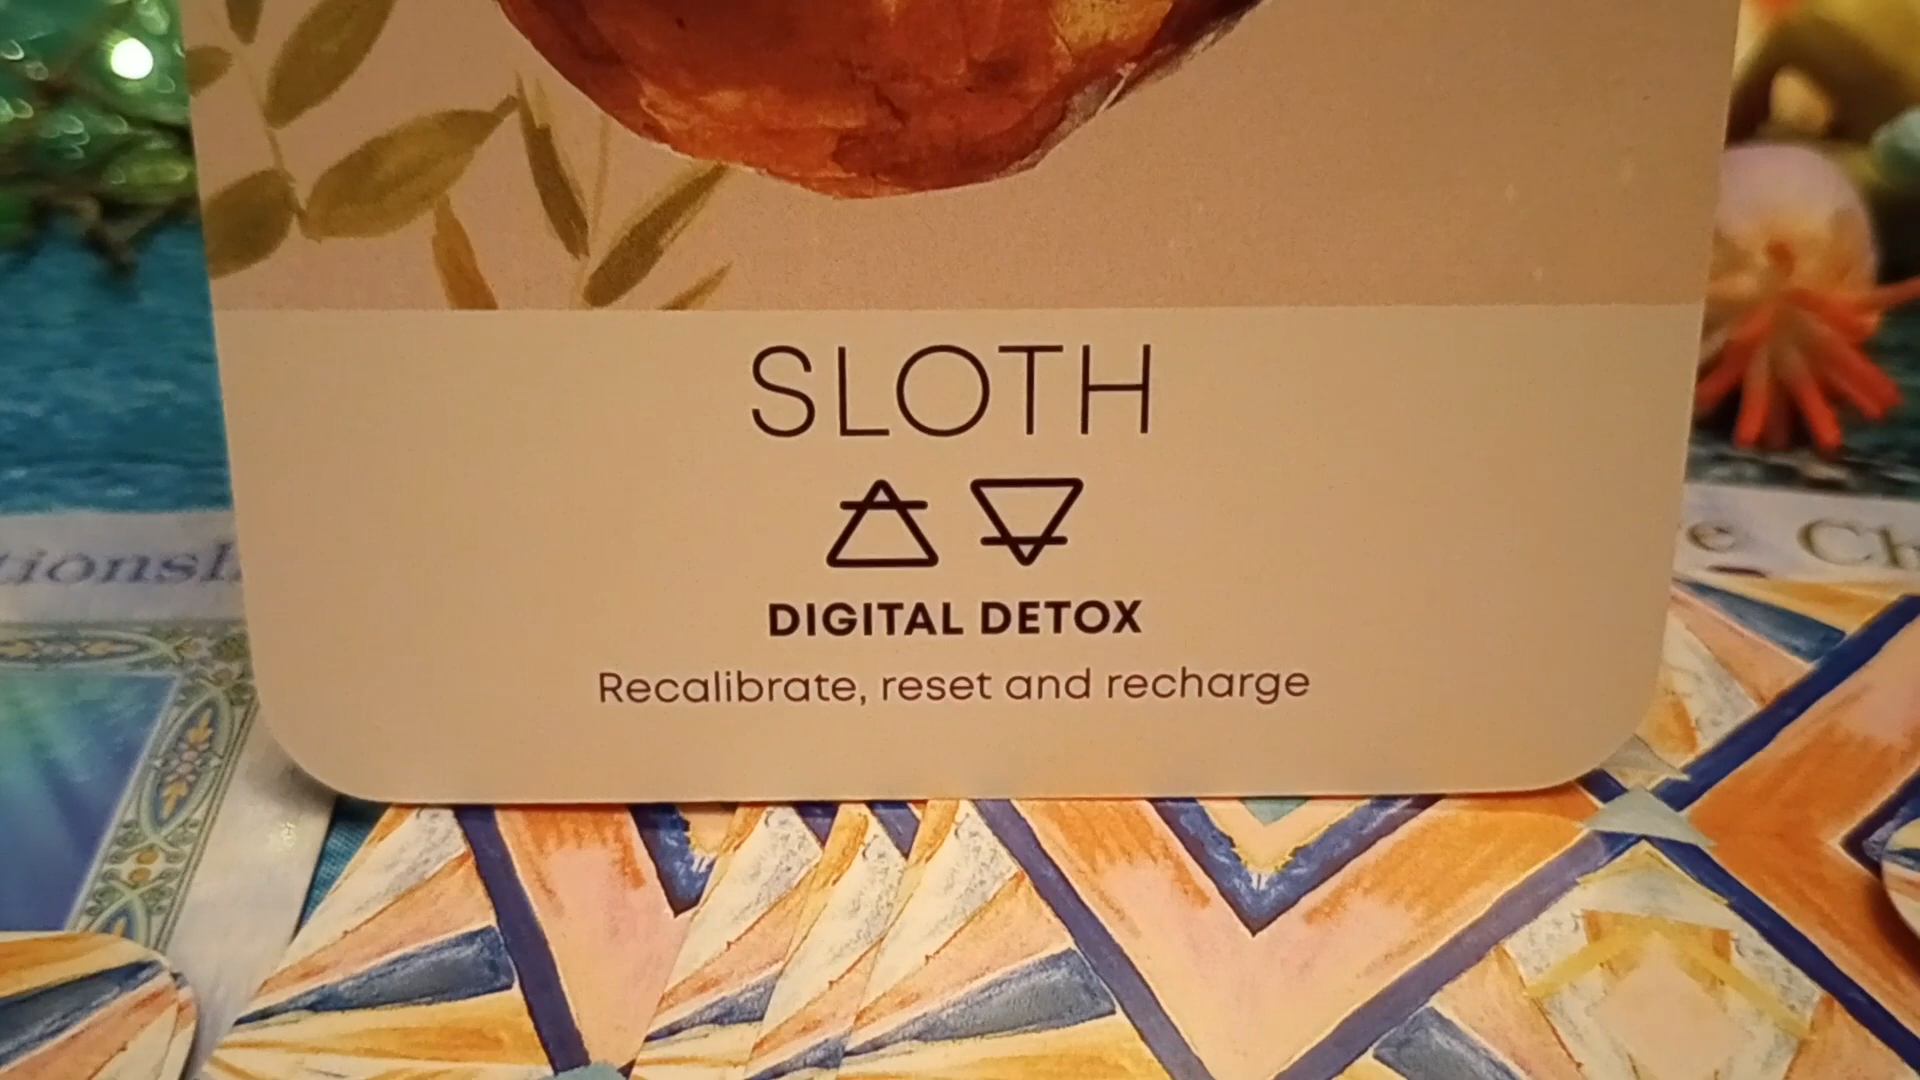 SLOTH
DIGITAL DETOX
Recalibrate, reset and recharge